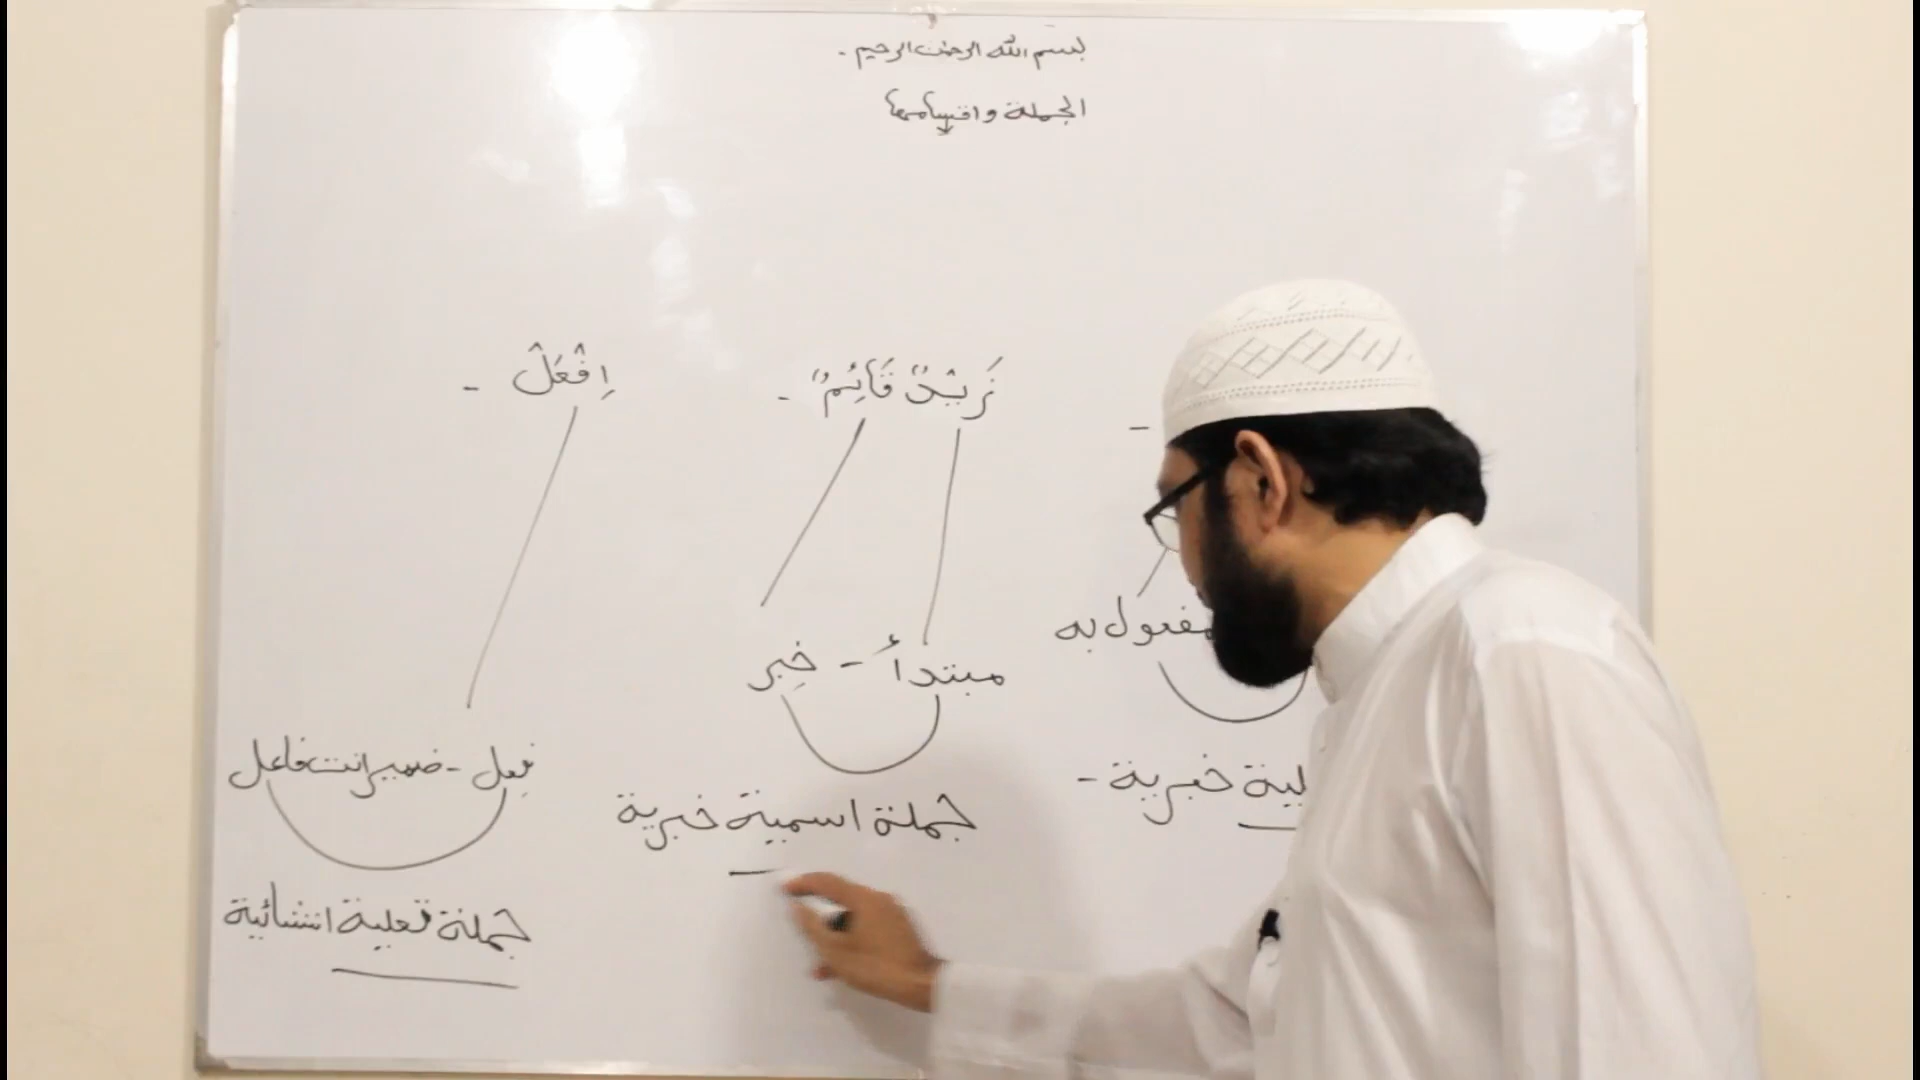 بسم الله الرحمن الرحيم -
الجملة واقسامها
زَيْدٌ قَائِمٌ -
اِفْعَلْ -
مفعول به
مبتدأ - خبر
فعل - ضمير انت فاعل
خبرية -
جملة اسمية خبرية
جملة فعلية انشائية